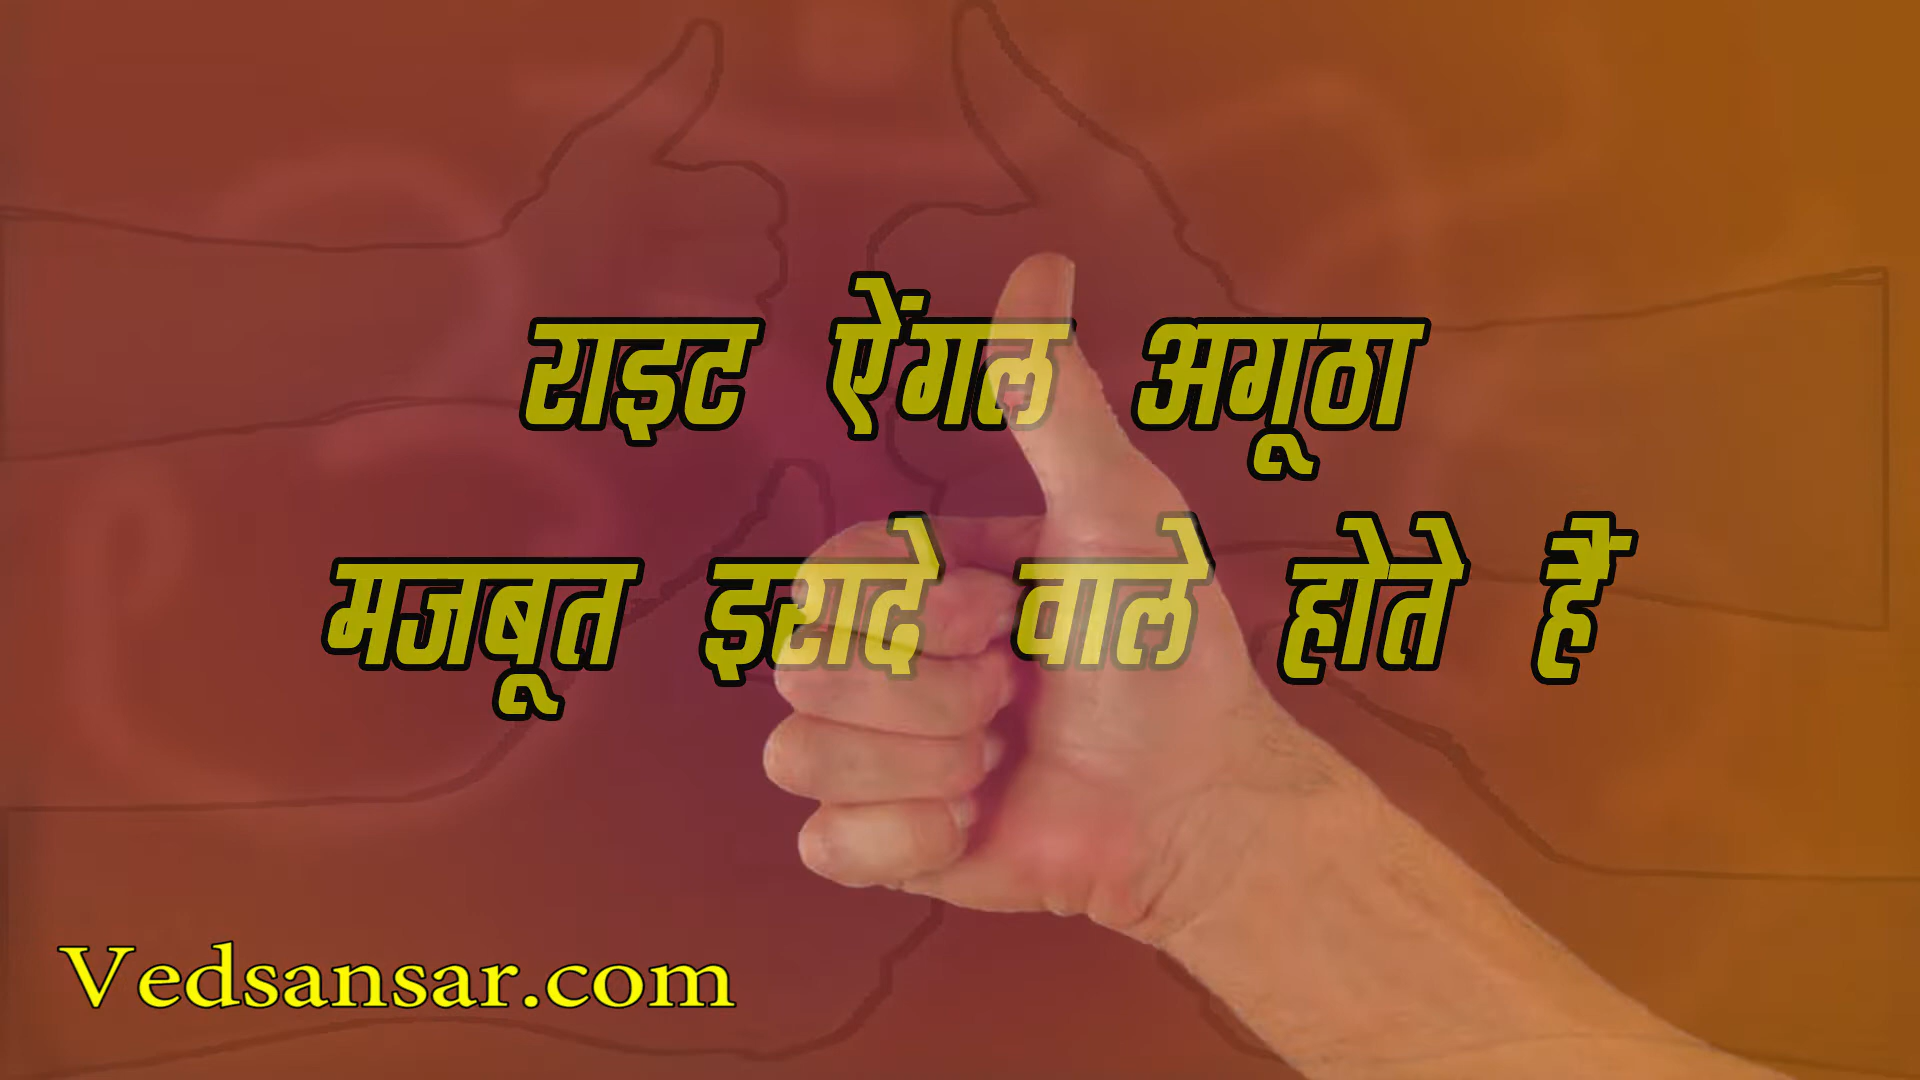 राइट ऐंगल अगूठा
मजबूत इरादे वाले होते हैं
Vedsansar.com